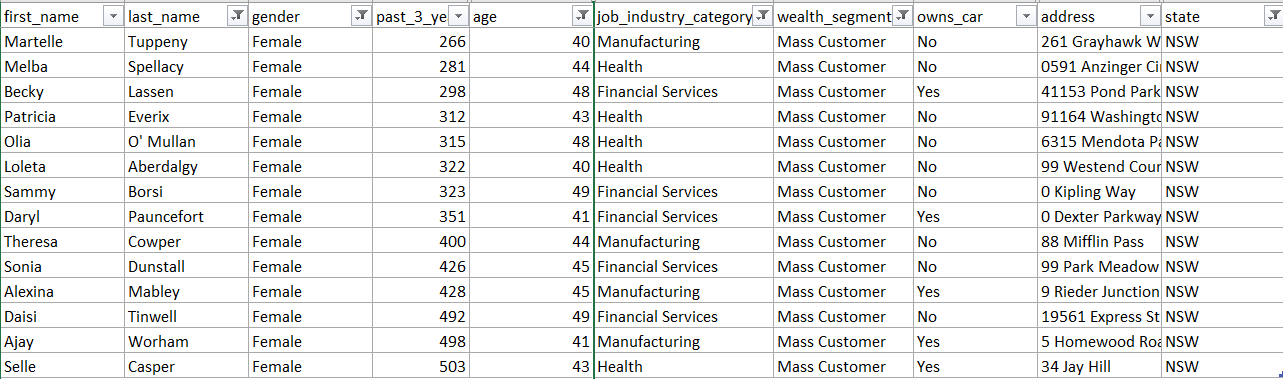 first_name last_name gender past_3_ye age job_industry_category wealth_segment owns_car address state
Martelle Tuppeny Female 266 40 Manufacturing Mass Customer No 261 Grayhawk W NSW
Melba Spellacy Female 281 44 Health Mass Customer No 0591 Anzinger Ci NSW
Becky Lassen Female 298 48 Financial Services Mass Customer Yes 41153 Pond Park NSW
Patricia Everix Female 312 43 Health Mass Customer No 91164 Washingto NSW
Olia O' Mullan Female 315 48 Health Mass Customer No 6315 Mendota Pa NSW
Loleta Aberdalgy Female 322 40 Health Mass Customer No 99 Westend Cour NSW
Sammy Borsi Female 323 49 Financial Services Mass Customer No 0 Kipling Way NSW
Daryl Pauncefort Female 351 41 Financial Services Mass Customer Yes 0 Dexter Parkway NSW
Theresa Cowper Female 400 44 Manufacturing Mass Customer No 88 Mifflin Pass NSW
Sonia Dunstall Female 426 45 Financial Services Mass Customer No 99 Park Meadow NSW
Alexina Mabley Female 428 45 Manufacturing Mass Customer Yes 9 Rieder Junction NSW
Daisi Tinwell Female 492 49 Financial Services Mass Customer No 19561 Express St NSW
Ajay Worham Female 498 41 Manufacturing Mass Customer Yes 5 Homewood Roa NSW
Selle Casper Female 503 43 Health Mass Customer Yes 34 Jay Hill NSW